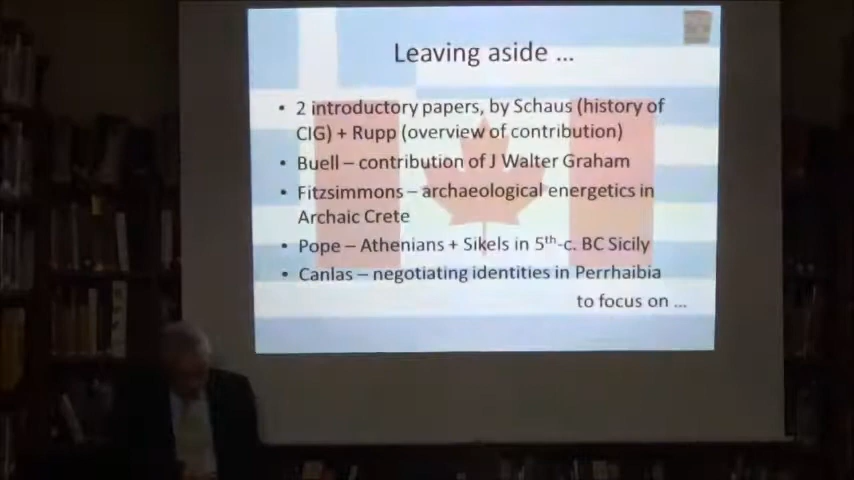 Leaving aside ...
• 2 introductory papers, by Schaus (history of
CIG) + Rupp (overview of contribution)
• Buell – contribution of J Walter Graham
• Fitzsimmons – archaeological energetics in
Archaic Crete
• Pope – Athenians + Sikels in 5th-c. BC Sicily
• Canlas – negotiating identities in Perrhaibia
to focus on ...